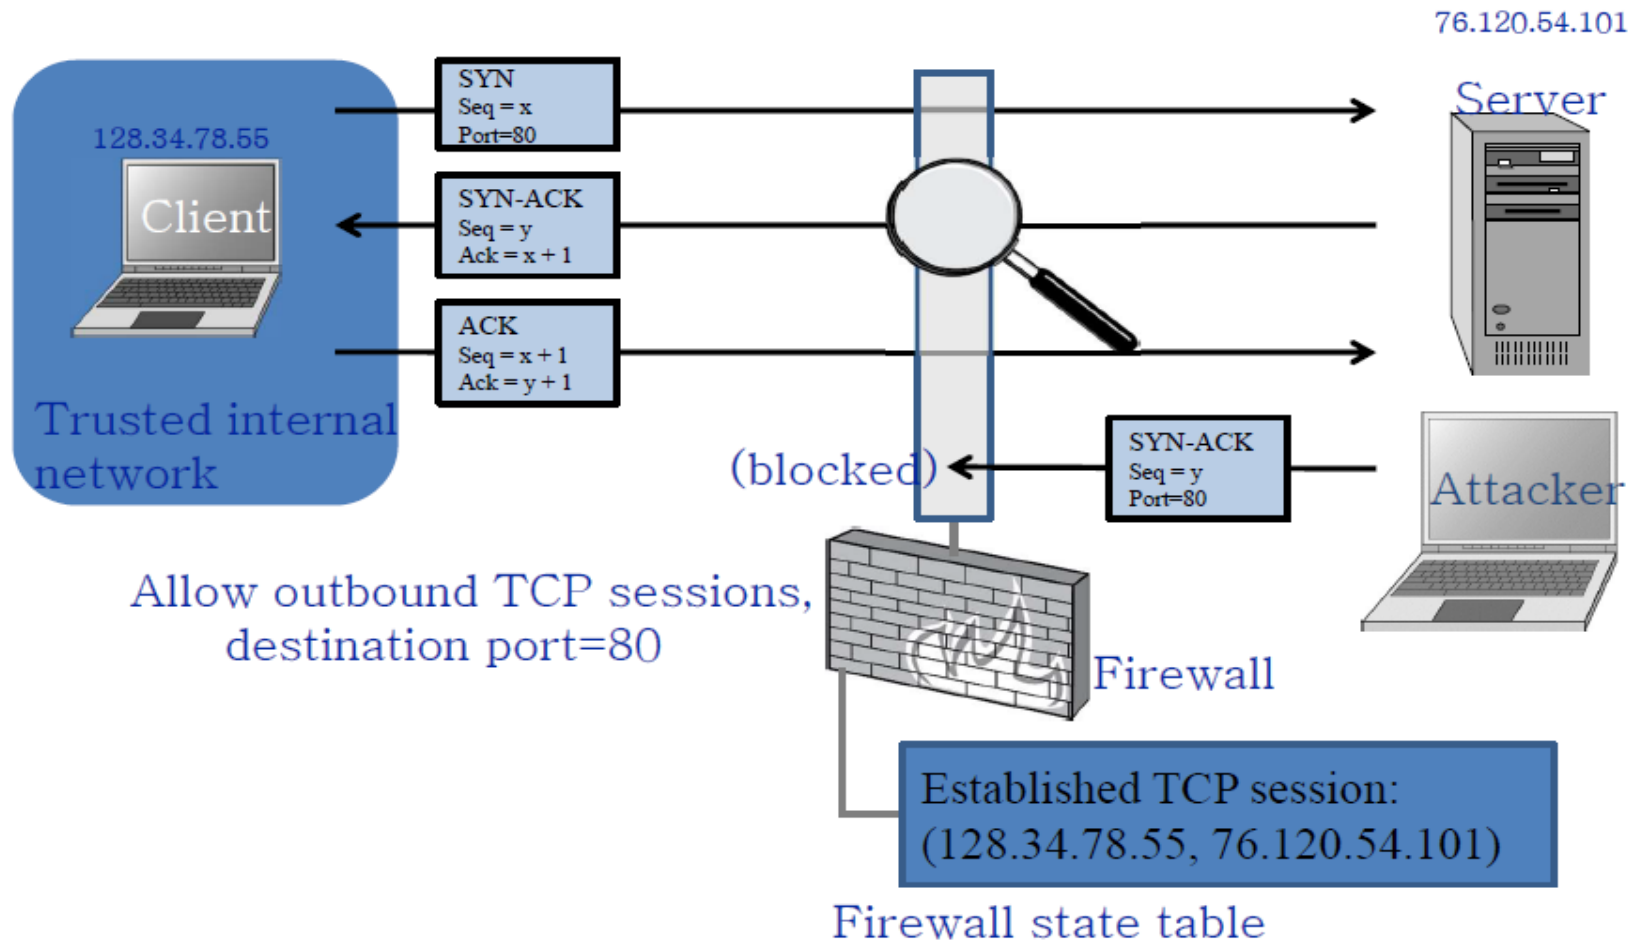 76.120.54.101
Server
128.34.78.55
Client
Trusted internal
network
SYN
Seq = x
Port=80
SYN-ACK
Seq = y
Ack = x + 1
ACK
Seq = x + 1
Ack = y + 1
(blocked)
SYN-ACK
Seq = y
Port=80
Attacker
Allow outbound TCP sessions,
destination port=80
Firewall
Established TCP session:
(128.34.78.55, 76.120.54.101)
Firewall state table